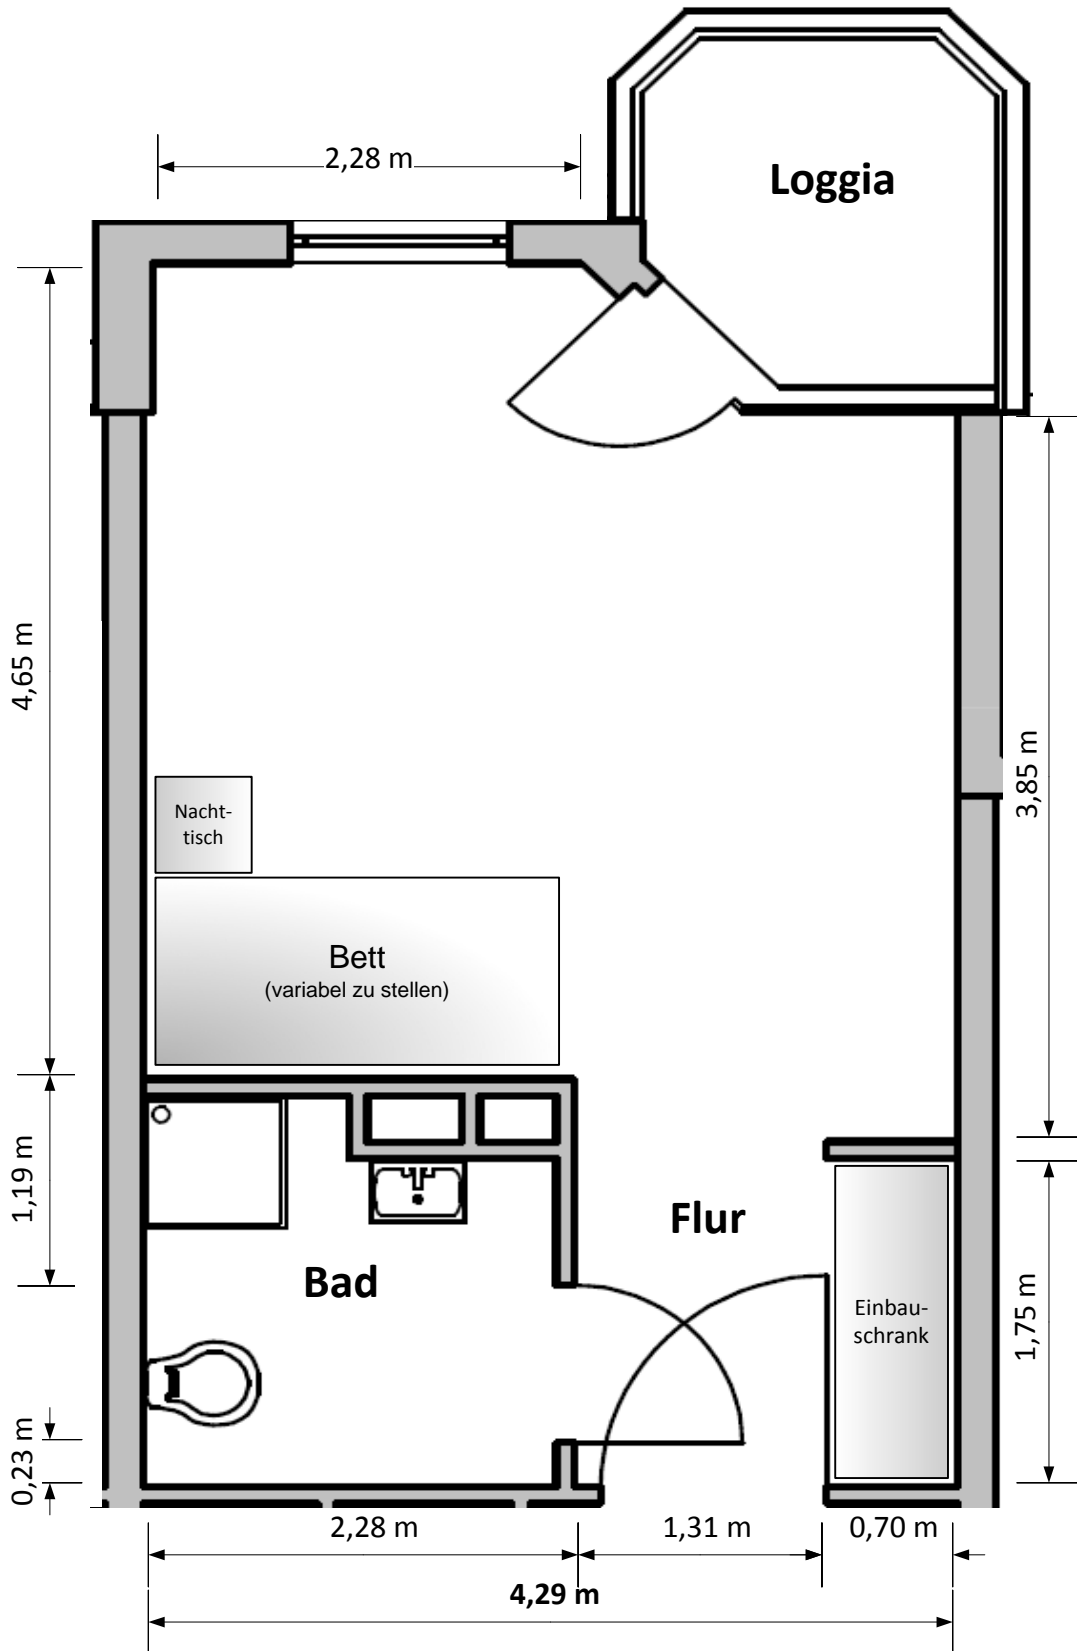 2,28 m
Loggia
4,65 m
3,85 m
Nacht-
tisch
Bett
(variabel zu stellen)
1,19 m
Flur
Bad
Einbau-
schrank
1,75 m
0,23 m
2,28 m
1,31 m
0,70 m
4,29 m